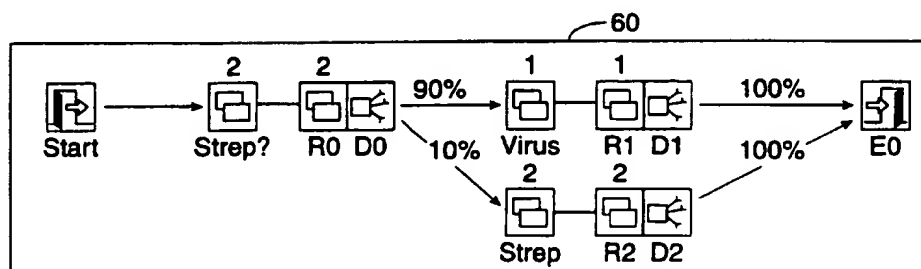 60
2 2 1 1
90% 100%
Start Strep? R0 D0 Virus R1 D1 E0
10% 100%
2 2
Strep R2 D2